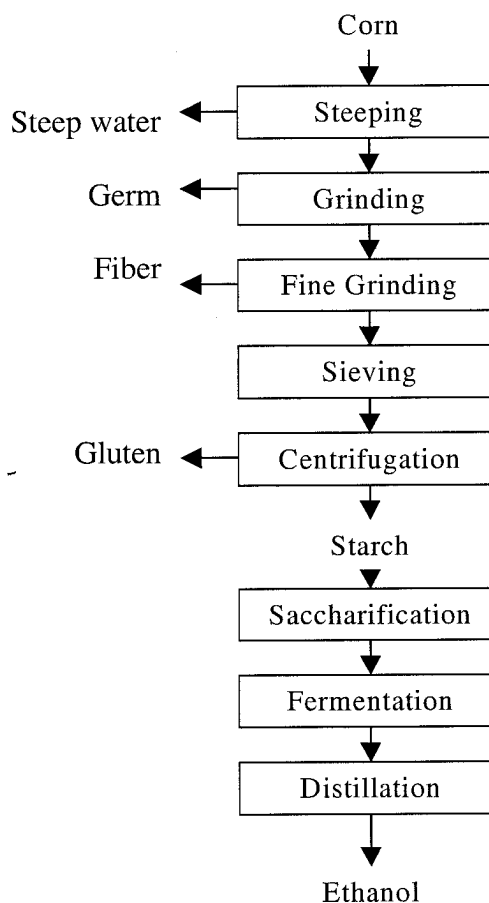 Corn
Steeping
Steep water
Grinding
Germ
Fine Grinding
Fiber
Sieving
Centrifugation
Gluten
Starch
Saccharification
Fermentation
Distillation
Ethanol